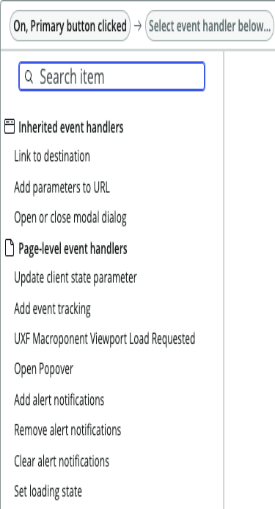 On, Primary button clicked → Select event handler below...
Search item
Inherited event handlers
Link to destination
Add parameters to URL
Open or close modal dialog
Page-level event handlers
Update client state parameter
Add event tracking
UXF Macroponent Viewport Load Requested
Open Popover
Add alert notifications
Remove alert notifications
Clear alert notifications
Set loading state